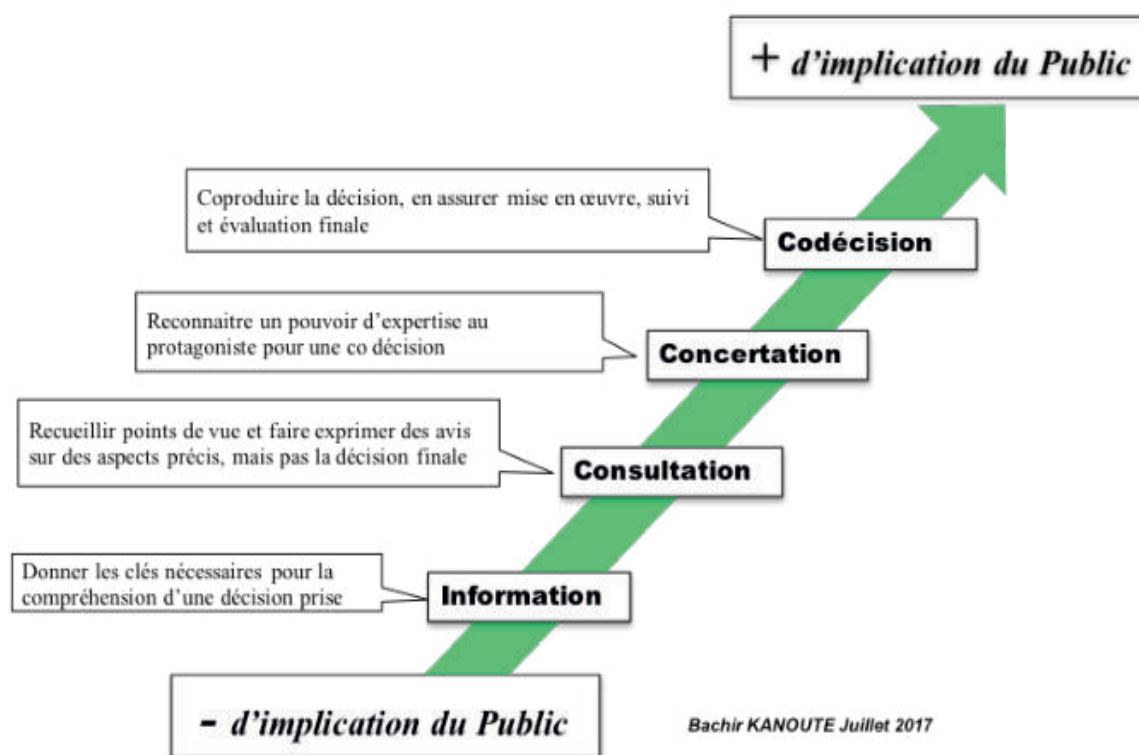 + d'implication du Public
Coproduire la décision, en assurer mise en œuvre, suivi
et évaluation finale
Codécision
Reconnaitre un pouvoir d'expertise au
protagoniste pour une co décision
Concertation
Recueillir points de vue et faire exprimer des avis
sur des aspects précis, mais pas la décision finale
Consultation
Donner les clés nécessaires pour la
compréhension d'une décision prise
Information
- d'implication du Public
Bachir KANOUTE Juillet 2017